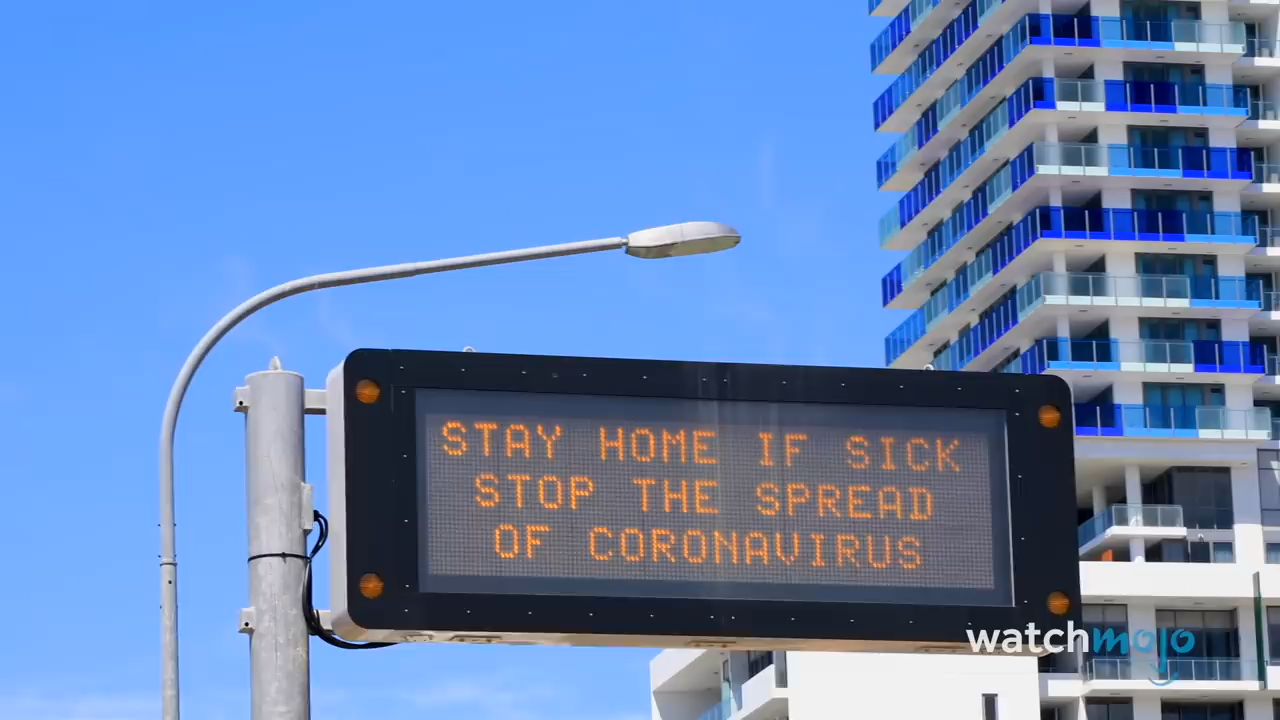 STAY HOME IF SICK
STOP THE SPREAD
OF CORONAVIRUS
watchmojo